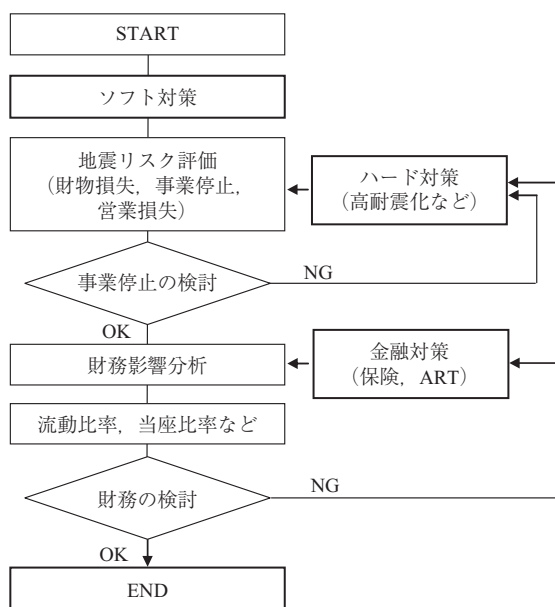 START
ソフト対策
地震リスク評価
(財物損失,事業停止,
営業損失)
ハード対策
(高耐震化など)
事業停止の検討
NG
OK
財務影響分析
金融対策
(保険,ART)
流動比率,当座比率など
財務の検討
NG
OK
END